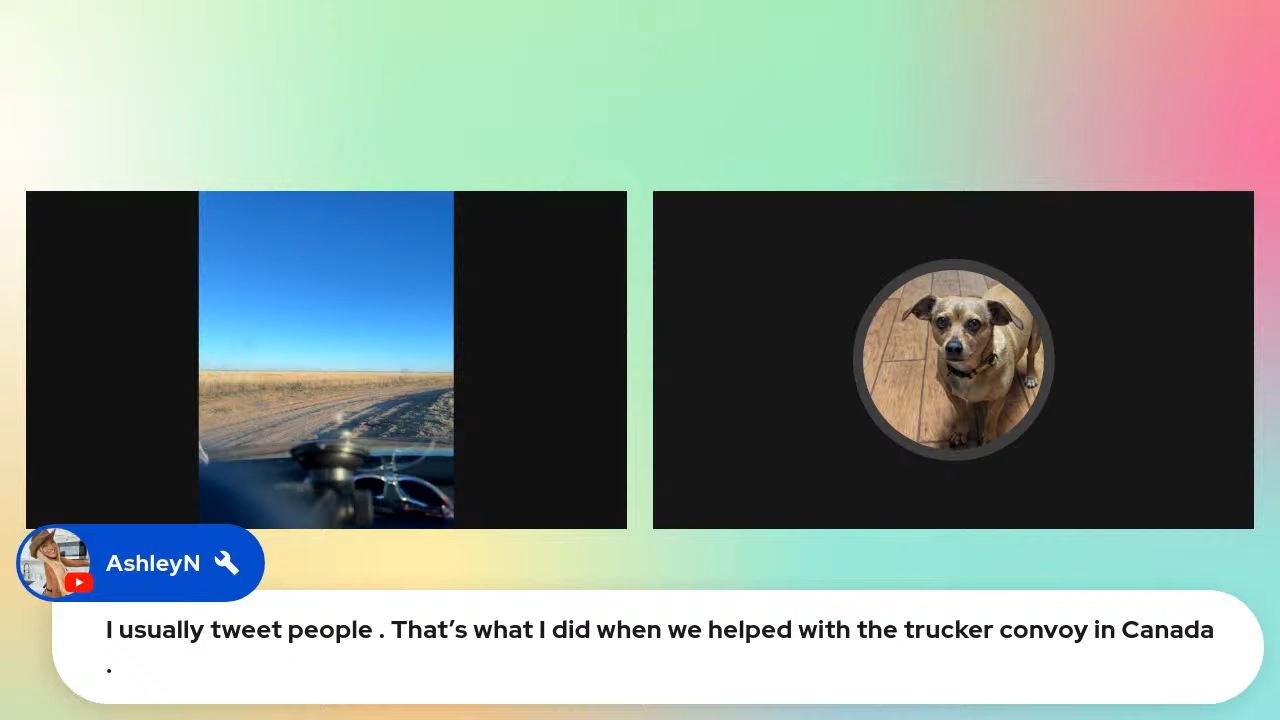 AshleyN
I usually tweet people . That’s what I did when we helped with the trucker convoy in Canada
.